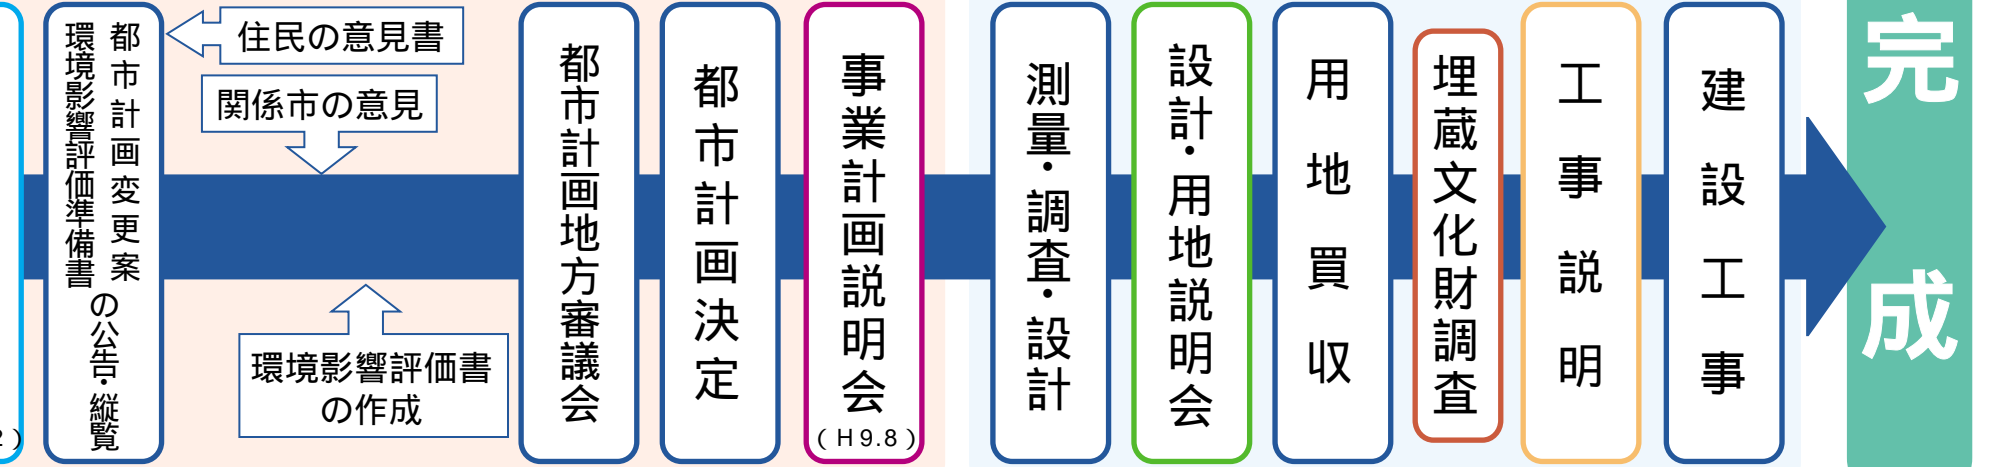 2）
都市計画変更案
環境影響評価準備書
の公告・縦覧
住民の意見書
関係市の意見
環境影響評価書
の作成
都市計画地方審議会
都市計画決定
事業計画説明会
（H9.8）
測量・調査・設計
設計・用地説明会
用地買収
埋蔵文化財調査
工事説明
建設工事
完成